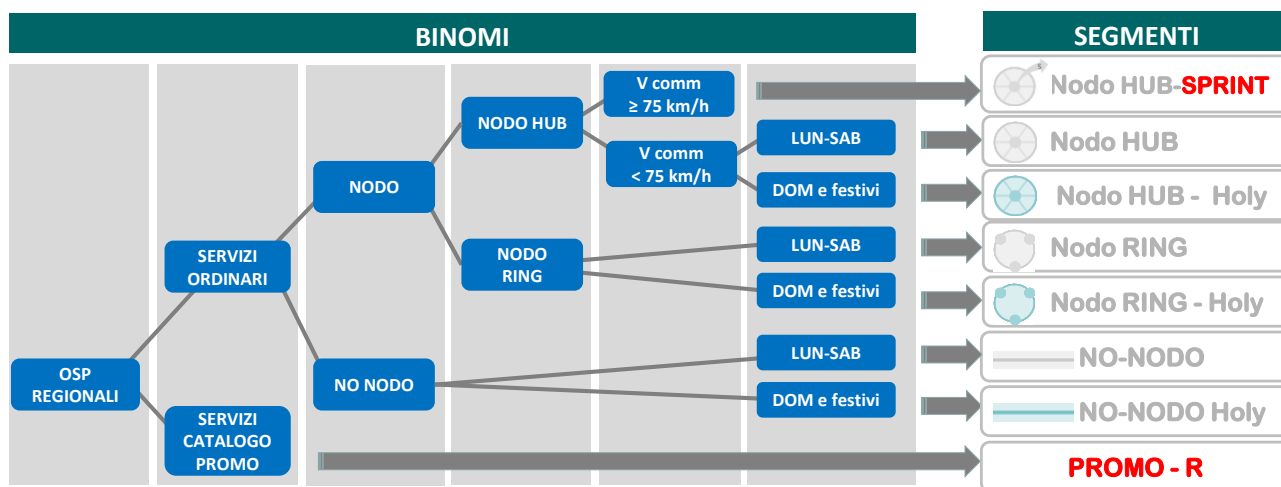 BINOMI
SEGMENTI
V comm
≥ 75 km/h
Nodo HUB-SPRINT
NODO HUB
LUN-SAB
Nodo HUB
V comm
< 75 km/h
NODO
DOM e festivi
Nodo HUB - Holy
SERVIZI
ORDINARI
NODO
RING
LUN-SAB
Nodo RING
DOM e festivi
Nodo RING - Holy
OSP
REGIONALI
NO NODO
LUN-SAB
NO-NODO
DOM e festivi
NO-NODO Holy
SERVIZI
CATALOGO
PROMO
PROMO - R